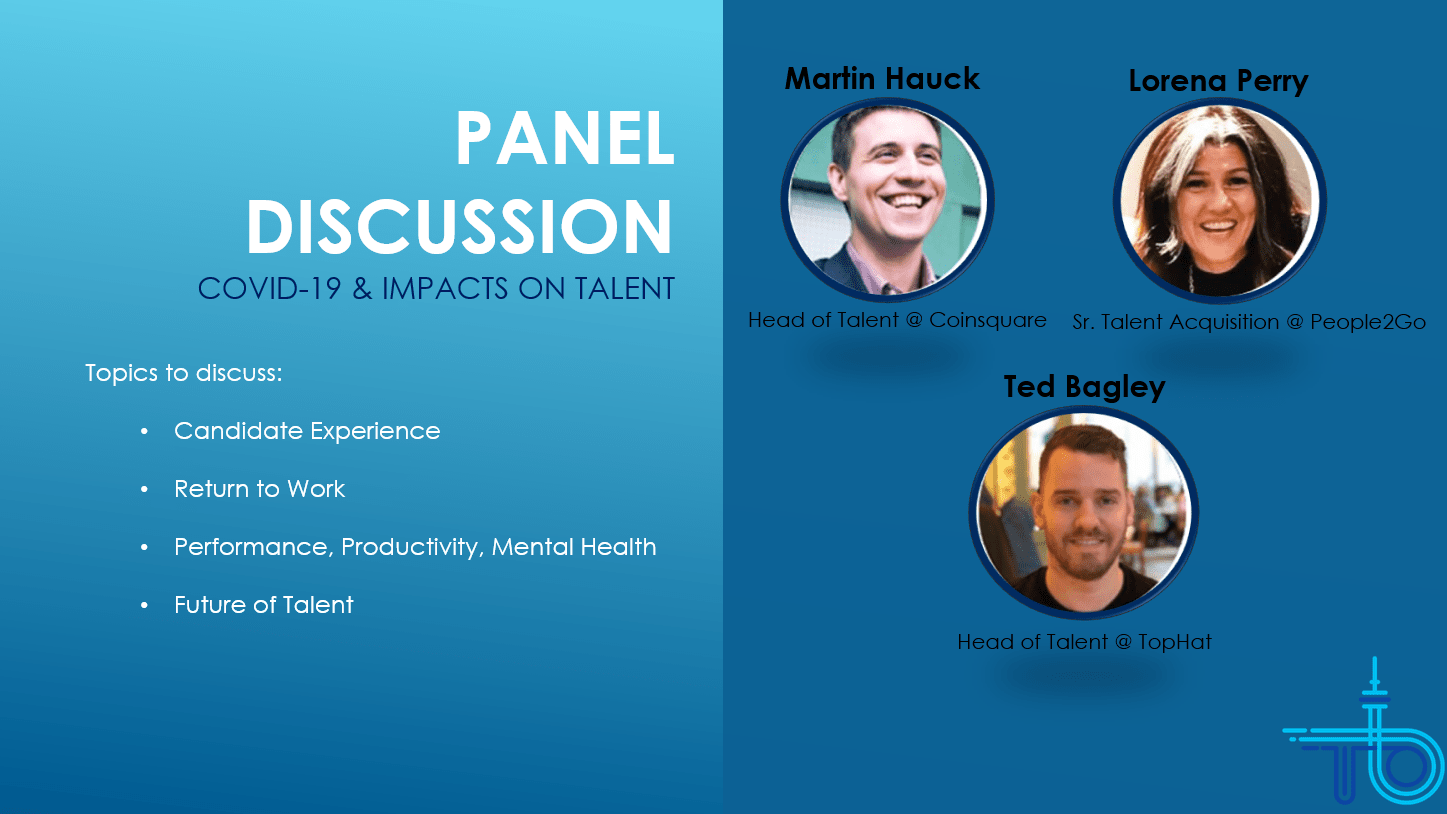 PANEL
DISCUSSION
COVID-19 & IMPACTS ON TALENT
Topics to discuss:
• Candidate Experience
• Return to Work
• Performance, Productivity, Mental Health
• Future of Talent
Martin Hauck
Head of Talent @ Coinsquare
Lorena Perry
Sr. Talent Acquisition @ People2Go
Ted Bagley
Head of Talent @ TopHat